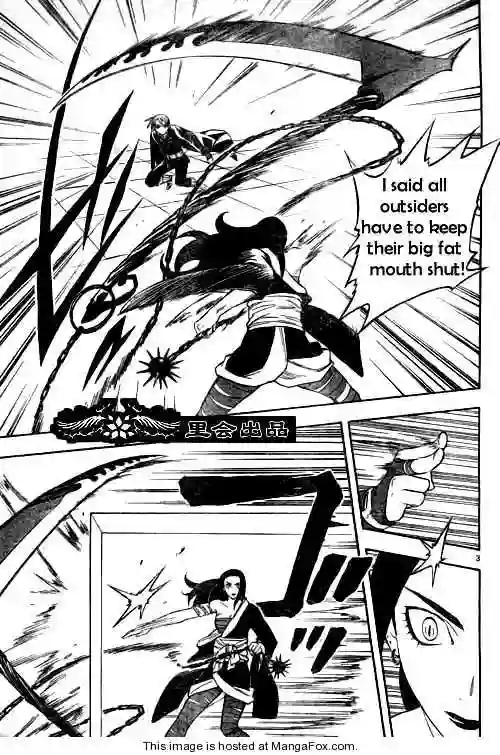 I said all
outsiders
have to keep
their big fat
mouth shut!
里会出品
3
This image is hosted at MangaFox.com